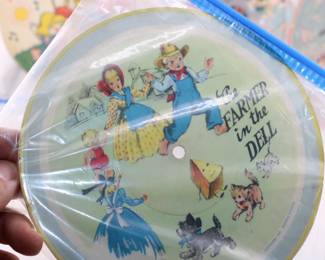 The
FARMER
in the
DELL